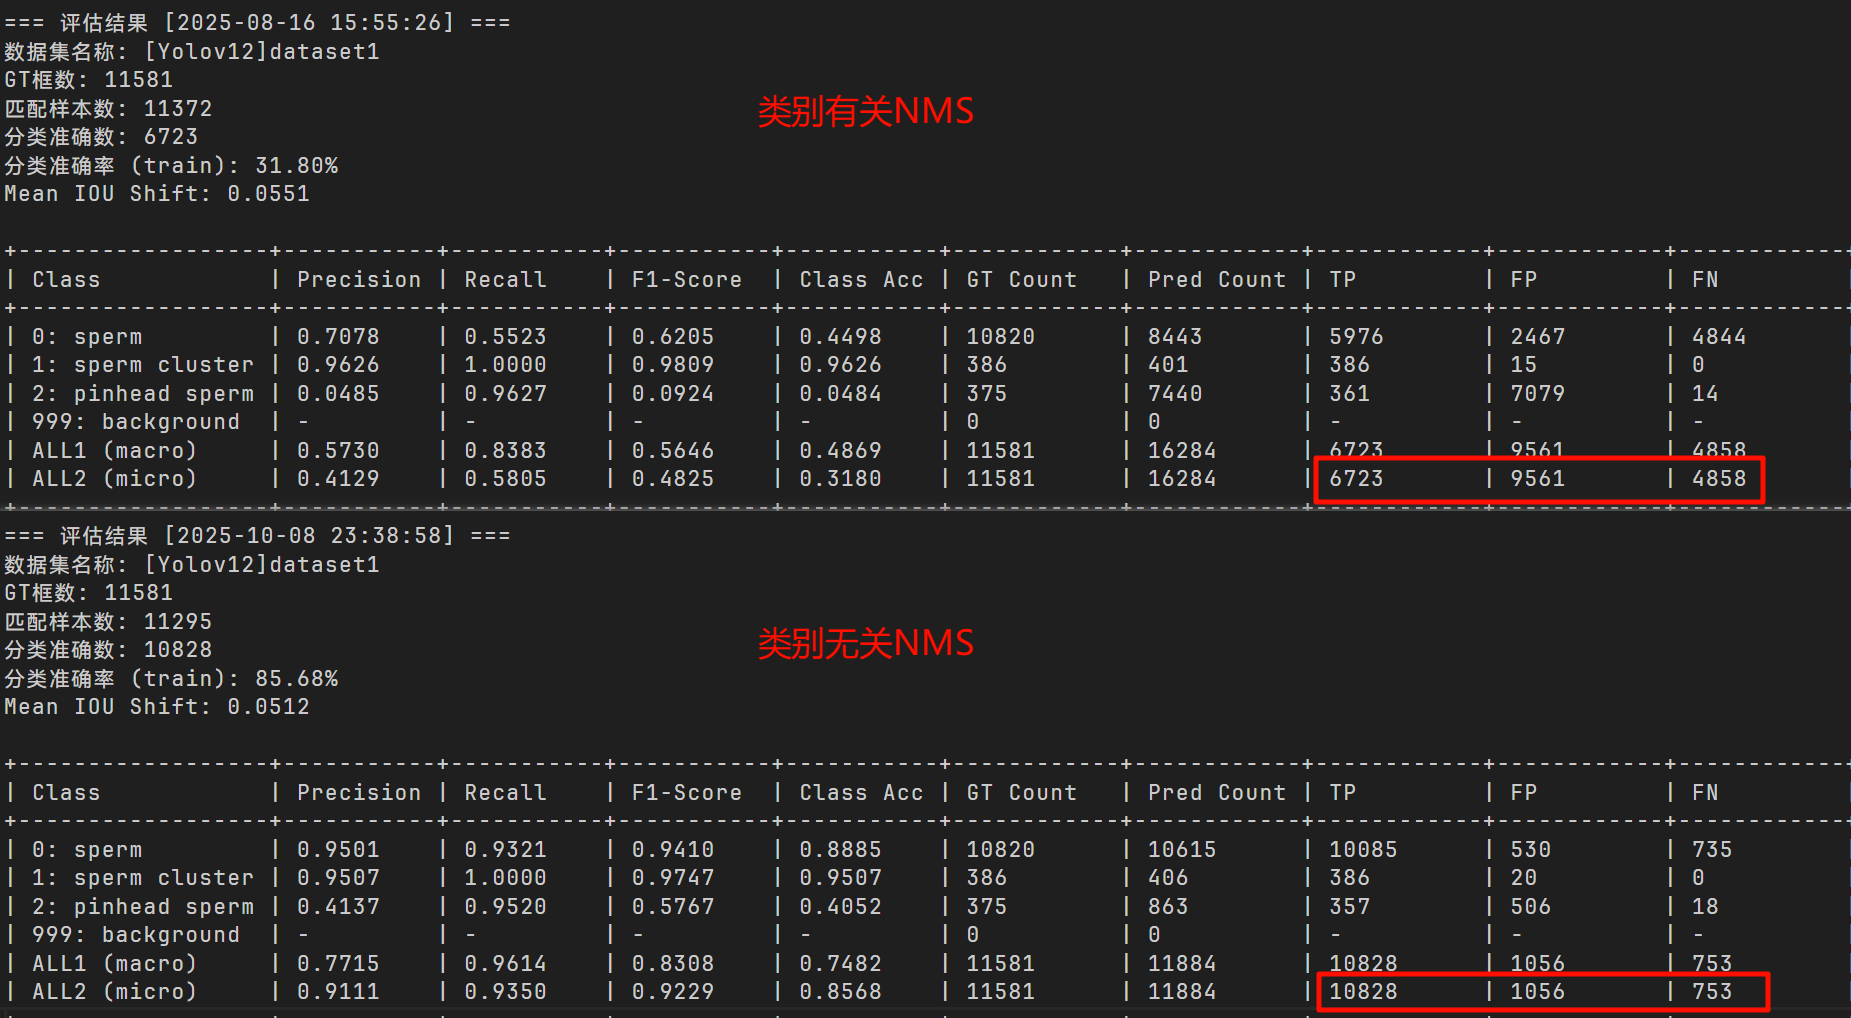 === 评估结果 [2025-08-16 15:55:26] ===
数据集名称: [Yolov12]dataset1
GT框数: 11581
匹配样本数: 11372
类别有关NMS
分类准确数: 6723
分类准确率 (train): 31.80%
Mean IOU Shift: 0.0551
| Class | Precision | Recall | F1-Score | Class Acc | GT Count | Pred Count | TP | FP | FN
| 0: sperm | 0.7078 | 0.5523 | 0.6205 | 0.4498 | 10820 | 8443 | 5976 | 2467 | 4844
| 1: sperm cluster | 0.9626 | 1.0000 | 0.9809 | 0.9626 | 386 | 401 | 386 | 15 | 0
| 2: pinhead sperm | 0.0485 | 0.9627 | 0.0924 | 0.0484 | 375 | 7440 | 361 | 7079 | 14
| 999: background | - | - | - | - | 0 | 0 | - | - | -
| ALL1 (macro) | 0.5730 | 0.8383 | 0.5646 | 0.4869 | 11581 | 16284 | 6723 | 9561 | 4858
| ALL2 (micro) | 0.4129 | 0.5805 | 0.4825 | 0.3180 | 11581 | 16284 | 6723 | 9561 | 4858
=== 评估结果 [2025-10-08 23:38:58] ===
数据集名称: [Yolov12]dataset1
GT框数: 11581
匹配样本数: 11295
类别无关NMS
分类准确数: 10828
分类准确率 (train): 85.68%
Mean IOU Shift: 0.0512
| Class | Precision | Recall | F1-Score | Class Acc | GT Count | Pred Count | TP | FP | FN
| 0: sperm | 0.9501 | 0.9321 | 0.9410 | 0.8885 | 10820 | 10615 | 10085 | 530 | 735
| 1: sperm cluster | 0.9507 | 1.0000 | 0.9747 | 0.9507 | 386 | 406 | 386 | 20 | 0
| 2: pinhead sperm | 0.4137 | 0.9520 | 0.5767 | 0.4052 | 375 | 863 | 357 | 506 | 18
| 999: background | - | - | - | - | 0 | 0 | - | - | -
| ALL1 (macro) | 0.7715 | 0.9614 | 0.8308 | 0.7482 | 11581 | 11884 | 10828 | 1056 | 753
| ALL2 (micro) | 0.9111 | 0.9350 | 0.9229 | 0.8568 | 11581 | 11884 | 10828 | 1056 | 753